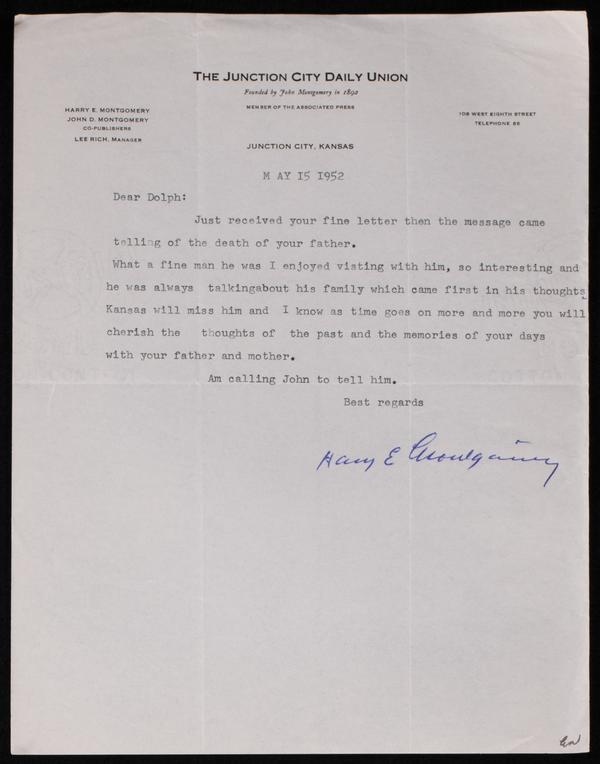 THE JUNCTION CITY DAILY UNION
Founded by John Montgomery in 1892
MEMBER OF THE ASSOCIATED PRESS
HARRY E. MONTGOMERY
JOHN D. MONTGOMERY
CO-PUBLISHERS
LEE RICH, MANAGER
108 WEST EIGHTH STREET
TELEPHONE 85
JUNCTION CITY, KANSAS
M AY 15 1952
Dear Dolph:
Just received your fine letter then the message came
telling of the death of your father.
What a fine man he was I enjoyed visting with him, so interesting and
he was always talkingabout his family which came first in his thoughts.
Kansas will miss him and I know as time goes on more and more you will
cherish the thoughts of the past and the memories of your days
with your father and mother.
Am calling John to tell him.
Best regards
Harry E Montgomery